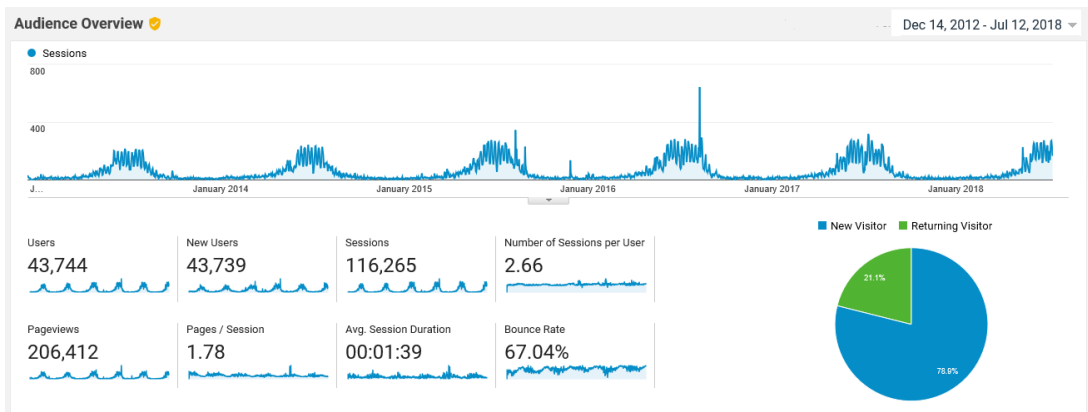 Audience Overview
Dec 14, 2012 - Jul 12, 2018
Sessions
800
400
J... January 2014 January 2015 January 2016 January 2017 January 2018
New Visitor Returning Visitor
Users New Users Sessions Number of Sessions per User
43,744 43,739 116,265 2.66
Pageviews Pages / Session Avg. Session Duration Bounce Rate
206,412 1.78 00:01:39 67.04%
21.1%
78.9%